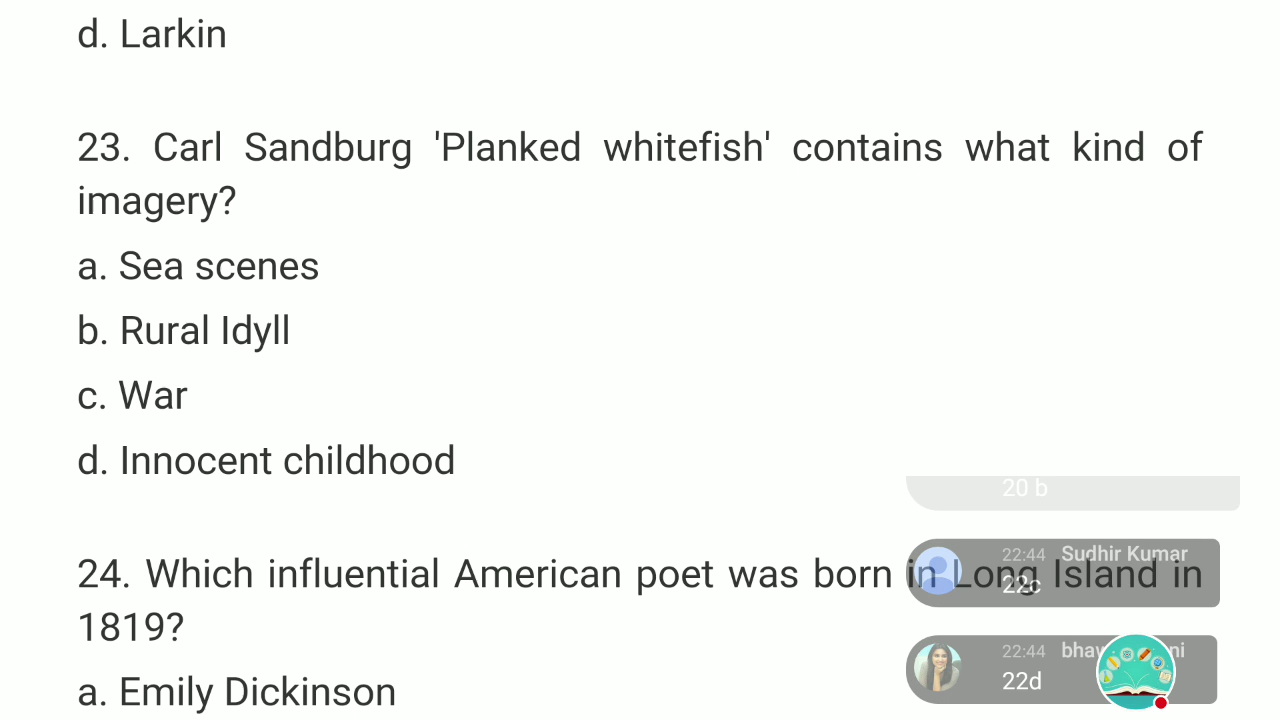 d. Larkin
23. Carl Sandburg 'Planked whitefish' contains what kind of
imagery?
a. Sea scenes
b. Rural Idyll
c. War
d. Innocent childhood
20 b
24. Which influential American poet was born in Long Island in
22:44 Sudhir Kumar
22c
1819?
22:44
22d
a. Emily Dickinson